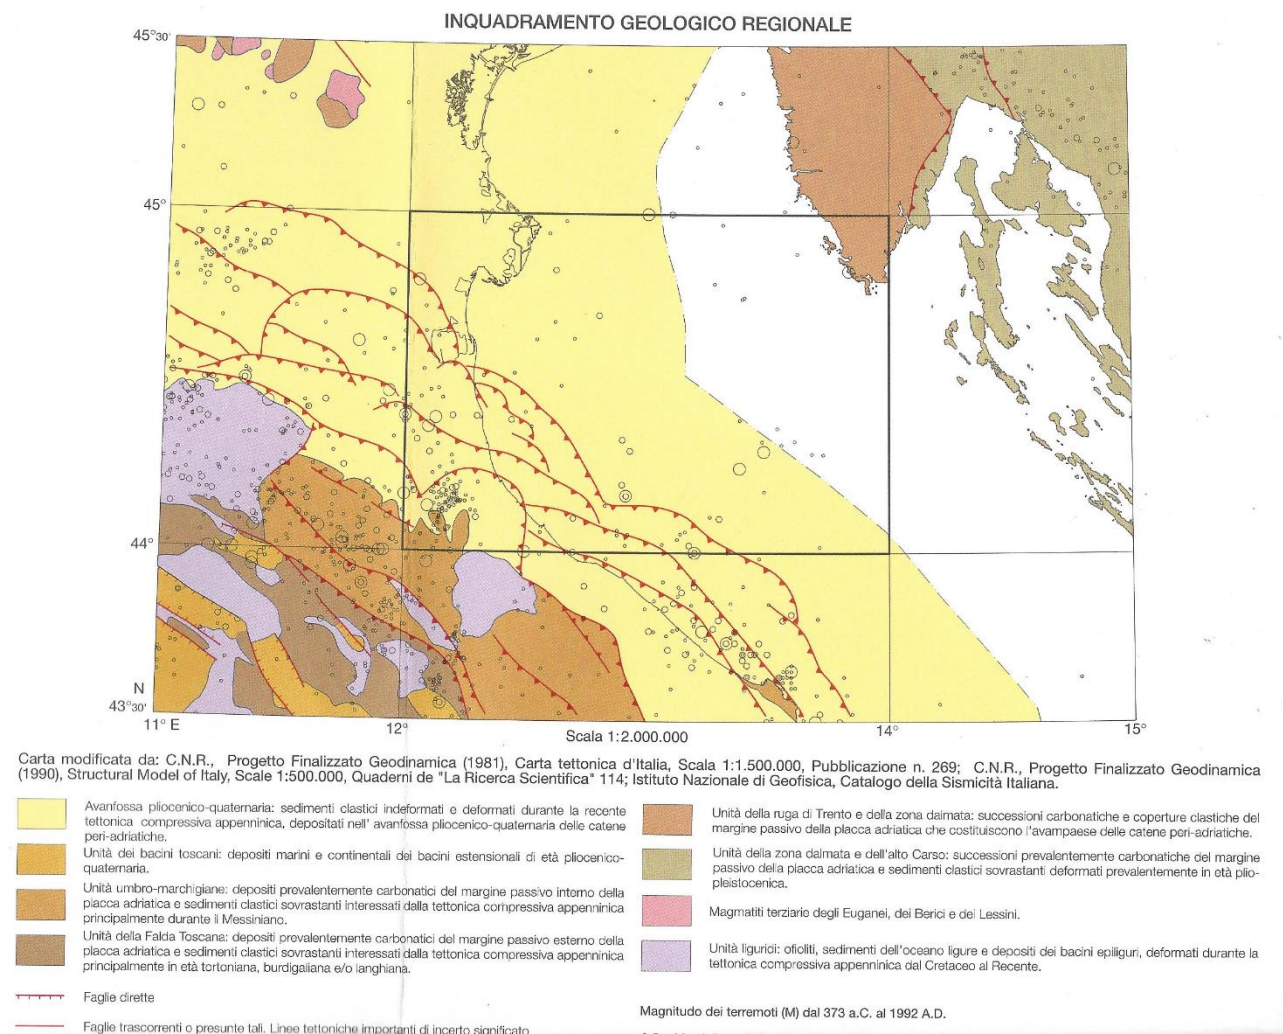 INQUADRAMENTO GEOLOGICO REGIONALE
45°30'
45°
44°
N
43°30'
11° E
12°
14°
15°
Scala 1:2.000.000
Carta modificata da: C.N.R., Progetto Finalizzato Geodinamica (1981), Carta tettonica d'Italia, Scala 1:1.500.000, Pubblicazione n. 269; C.N.R., Progetto Finalizzato Geodinamica
(1990), Structural Model of Italy, Scale 1:500.000, Quaderni de "La Ricerca Scientifica" 114; Istituto Nazionale di Geofisica, Catalogo della Sismicità Italiana.
Avanfossa pliocenico-quaternaria: sedimenti clastici indeformati e deformati durante la recente
tettonica compressiva appenninica, depositati nell' avanfossa pliocenico-quaternaria delle catene
peri-adriatiche.
Unità dei bacini toscani: depositi marini e continentali dei bacini estensionali di età pliocenico-
quaternaria.
Unità umbro-marchigiane: depositi prevalentemente carbonatici del margine passivo interno della
placca adriatica e sedimenti clastici sovrastanti interessati dalla tettonica compressiva appenninica
principalmente durante il Messiniano.
Unità della Falda Toscana: depositi prevalentemente carbonatici del margine passivo esterno della
placca adriatica e sedimenti clastici sovrastanti interessati dalla tettonica compressiva appenninica
principalmente in età tortoniana, burdigaliana e/o langhiana.
Faglie dirette
Faglie trascorrenti o presunte tali. Linee tettoniche importanti di incerto significato
Unità della ruga di Trento e della zona dalmata: successioni carbonatiche e coperture clastiche del
margine passivo della placca adriatica che costituiscono l'avampaese delle catene peri-adriatiche.
Unità della zona dalmata e dell'alto Carso: successioni prevalentemente carbonatiche del margine
passivo della placca adriatica e sedimenti clastici sovrastanti deformati prevalentemente in età plio-
pleistocenica.
Magmatiti terziarie degli Euganei, dei Berici e dei Lessini.
Unità liguridi: ofioliti, sedimenti dell'oceano ligure e depositi dei bacini epiliguri, deformati durante la
tettonica compressiva appenninica dal Cretaceo al Recente.
Magnitudo dei terremoti (M) dal 373 a.C. al 1992 A.D.